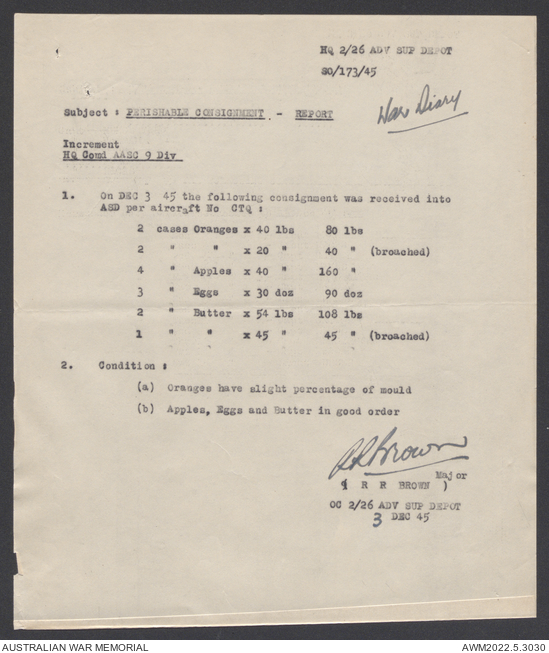 HQ 2/26 ADV SUP DEPOT
SO/173/45
War Diary
Subject : PERISHABLE CONSIGNMENT - REPORT
Increment
HQ Comd AASC 9 Div
1. On DEC 3 45 the following consignment was received into
ASD per aircraft No CTQ :
2 cases Oranges x 40 lbs 80 lbs
2 " " x 20 " 40 " (broached)
4 " Apples x 40 " 160 "
3 " Eggs x 30 doz 90 doz
2 " Butter x 54 lbs 108 lbs
1 " " x 45 " 45 " (broached)
2. Condition :
(a) Oranges have slight percentage of mould
(b) Apples, Eggs and Butter in good order
RRBrown
Major
( R R BROWN )
OC 2/26 ADV SUP DEPOT
3 DEC 45
AUSTRALIAN WAR MEMORIAL AWM2022.5.3030